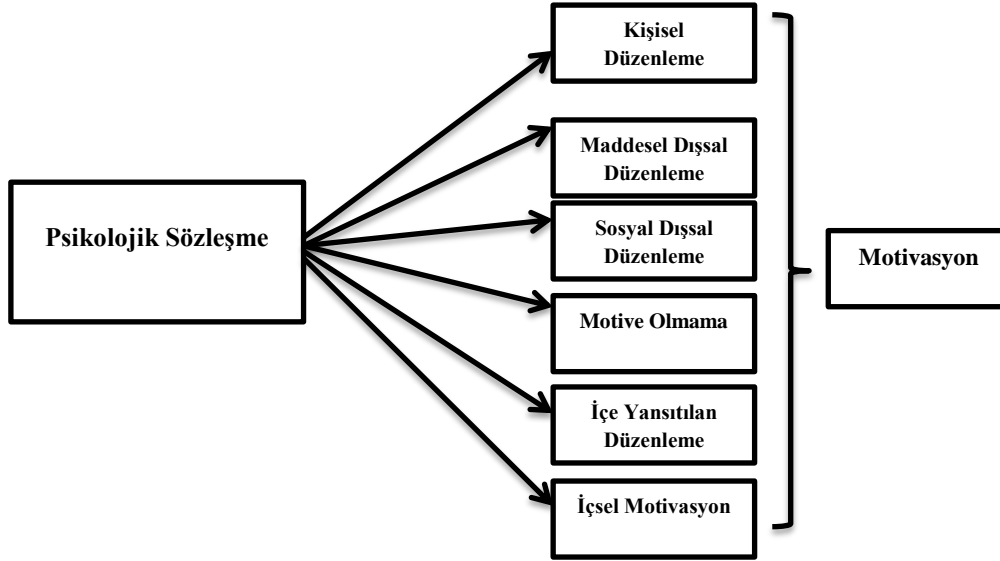 Psikolojik Sözleşme
Kişisel
Düzenleme
Maddesel Dışsal
Düzenleme
Sosyal Dışsal
Düzenleme
Motive Olmama
İçe Yansıtılan
Düzenleme
İçsel Motivasyon
Motivasyon